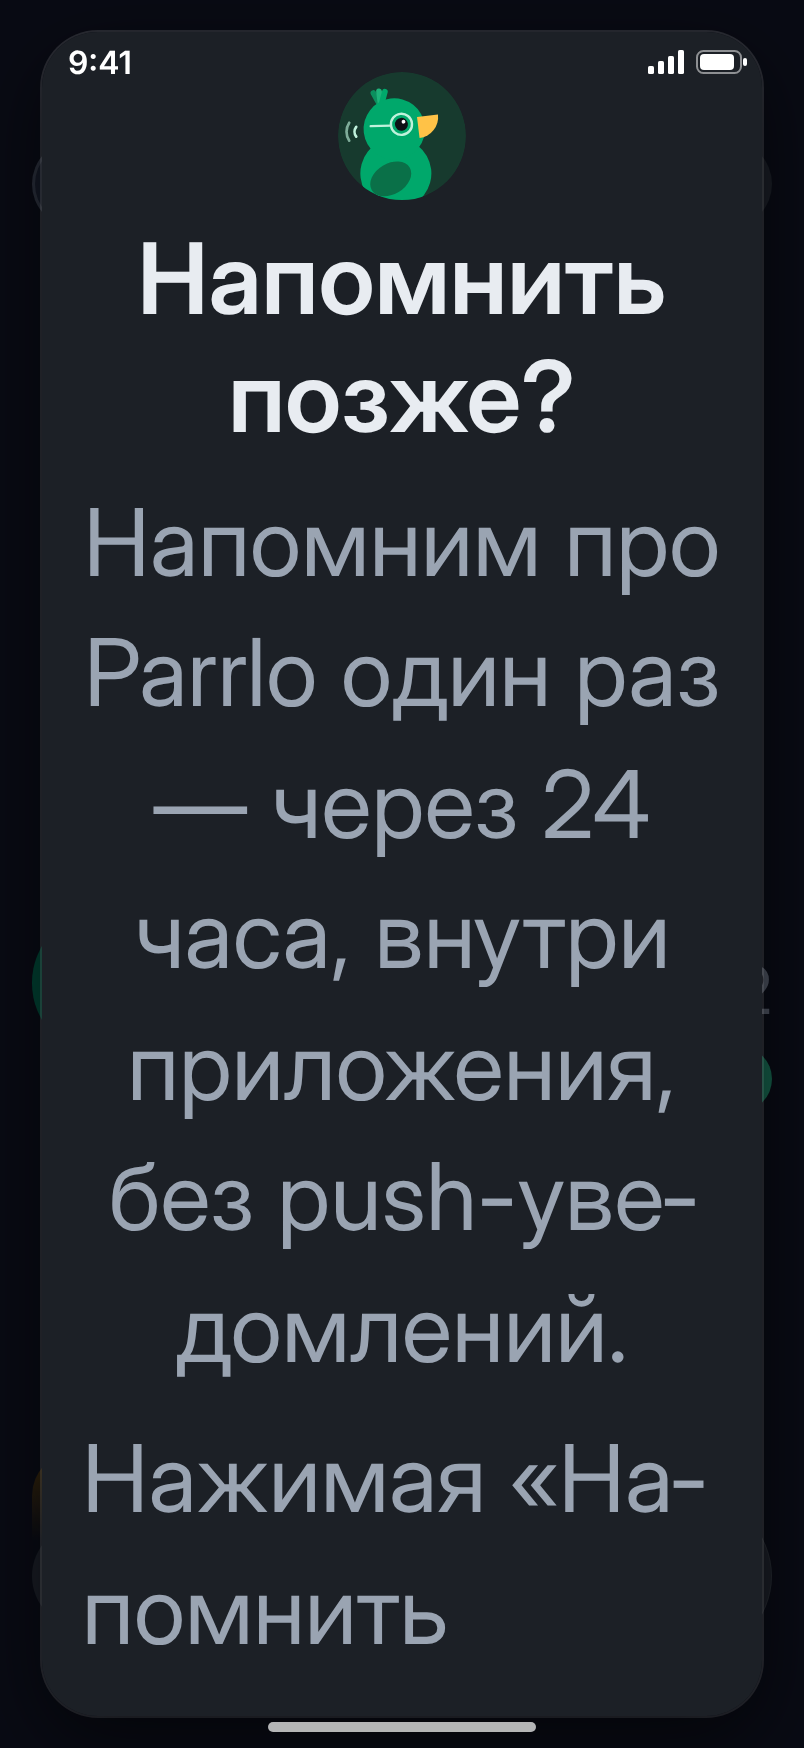 9:41
Напомнить
позже?
Напомним про
Parrlo один раз
— через 24
часа, внутри
приложения,
без push-уве-
домлений.
Нажимая «На-
помнить